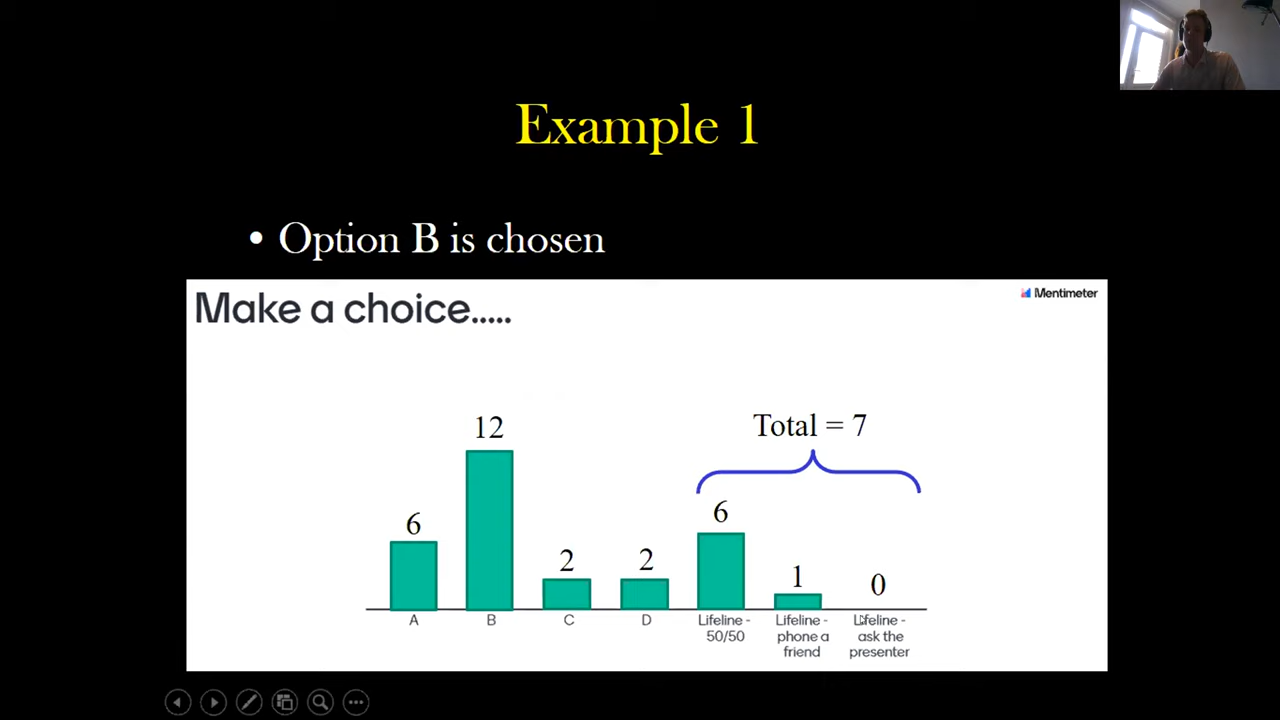 Example 1
• Option B is chosen
Make a choice.....
Mentimeter
Total = 7
6
12
2
2
6
1
0
A
B
C
D
Lifeline -
50/50
Lifeline -
phone a
friend
Lifeline -
ask the
presenter